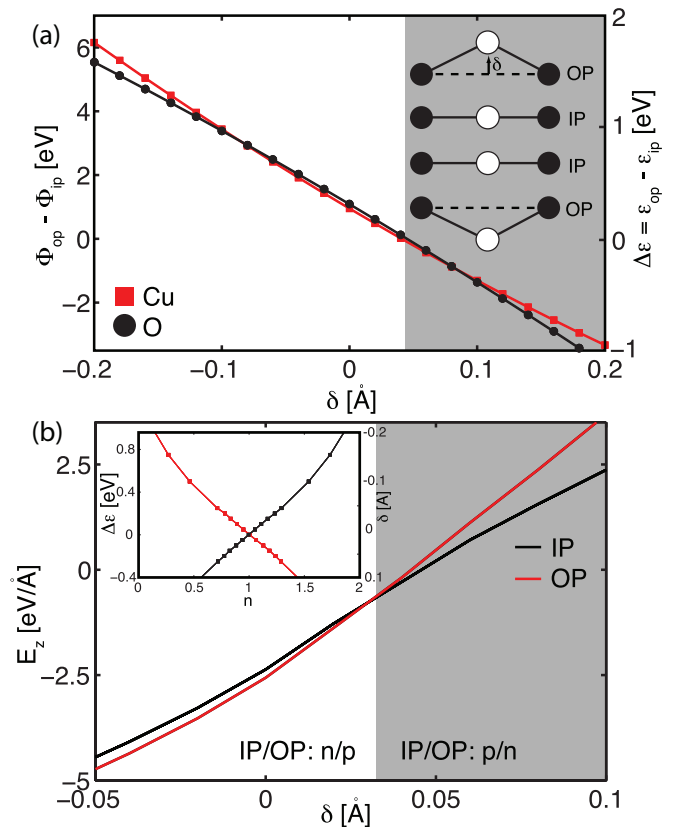 (a)
Φop - Φip [eV]
6
4
2
0
−2
−0.2
−0.1
0
0.1
0.2
δ [Å]
2
1
0
−1
Δε = εop - εip [eV]
Cu
O
δ
OP
IP
IP
OP
(b)
Ez [eV/Å]
2.5
0
−2.5
−5
−0.05
0
0.05
0.1
δ [Å]
Δε [eV]
0.8
0.4
0
−0.4
0
0.5
1
1.5
2
n
-0.2
-0.1
0
0.1
δ [Å]
IP
OP
IP/OP: n/p
IP/OP: p/n